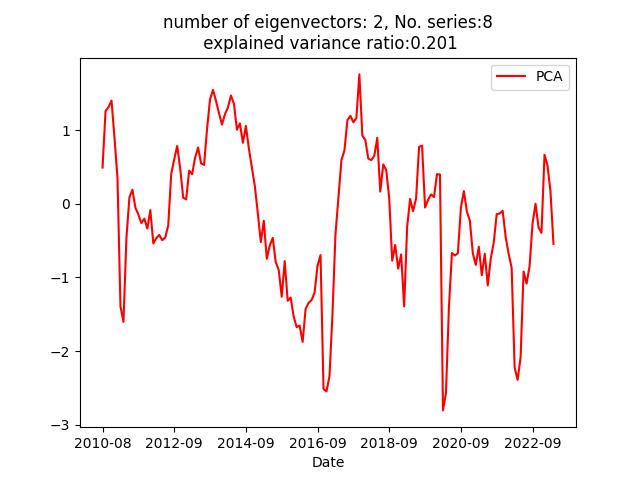 number of eigenvectors: 2, No. series:8
explained variance ratio:0.201
PCA
1
0
−1
−2
−3
2010-08 2012-09 2014-09 2016-09 2018-09 2020-09 2022-09
Date